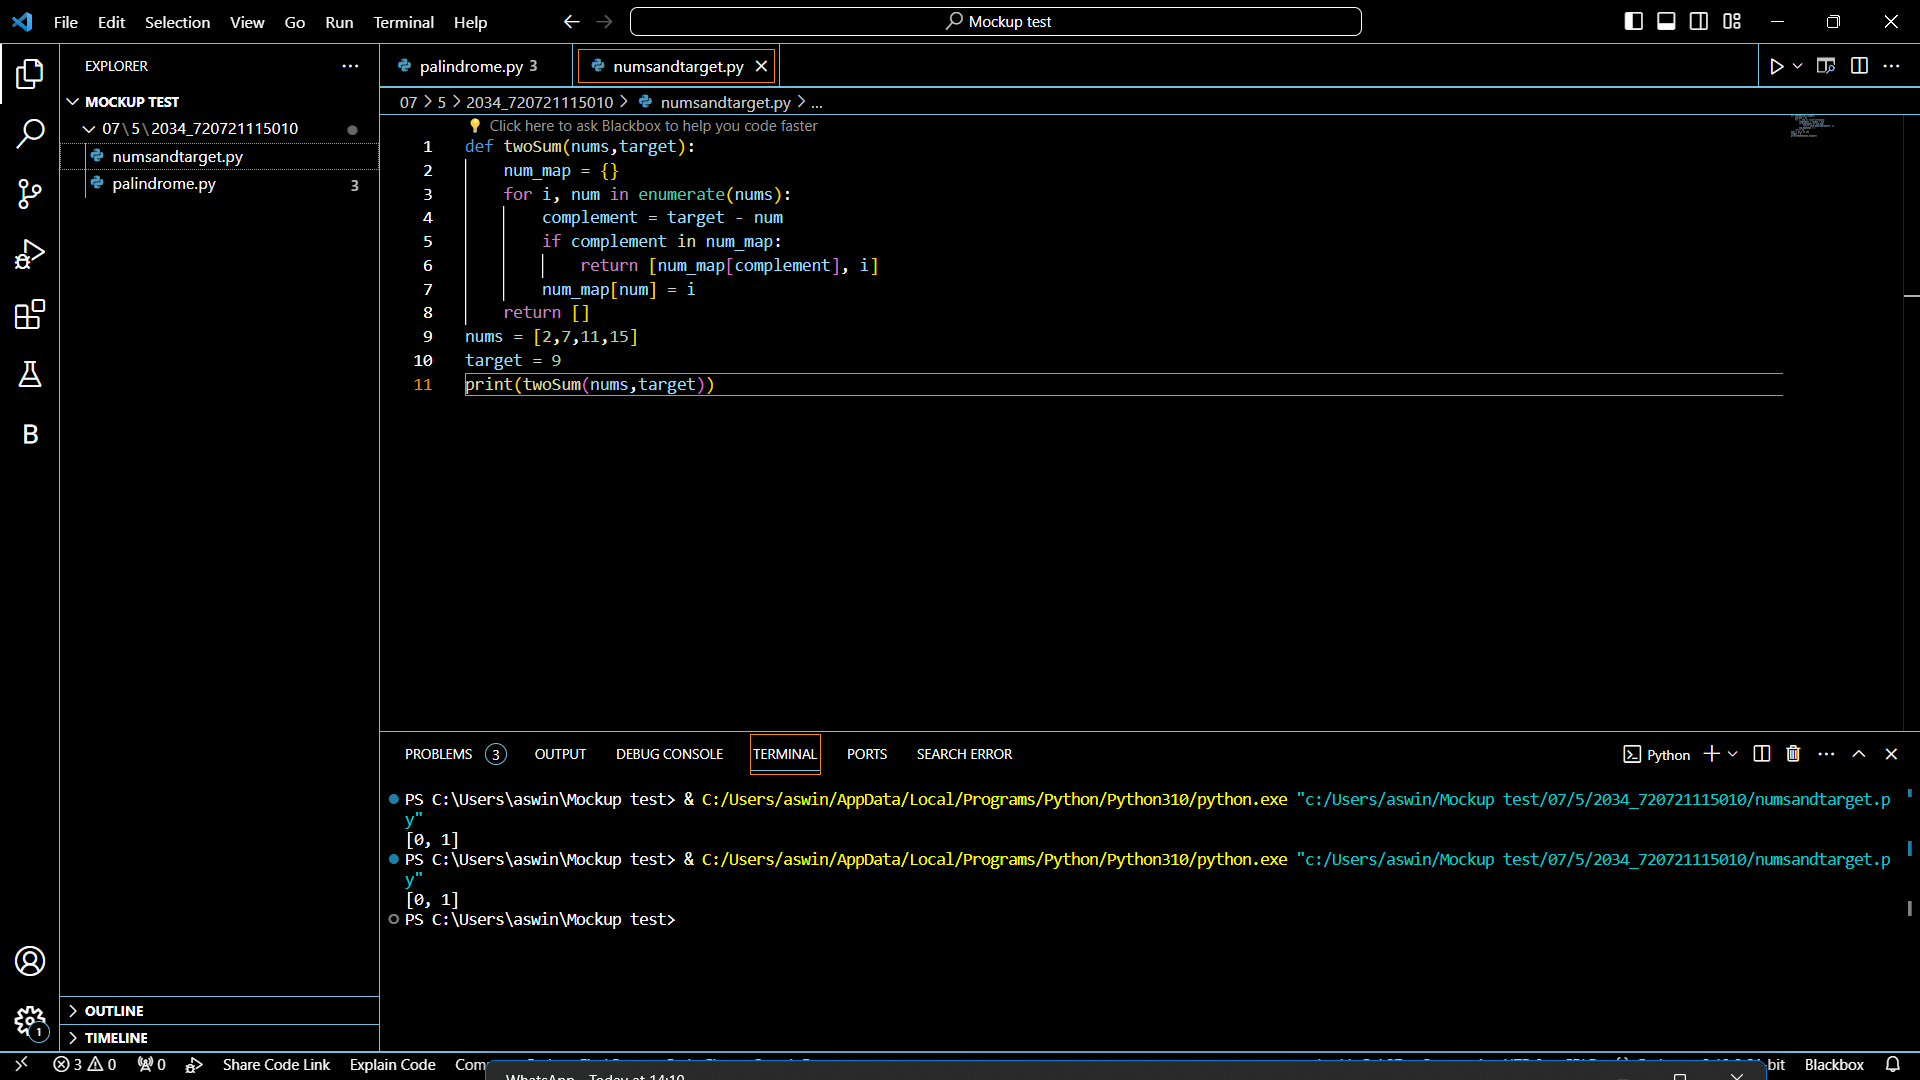 File Edit Selection View Go Run Terminal Help
Mockup test
EXPLORER
MOCKUP TEST
07\5\2034_720721115010
numsandtarget.py
palindrome.py 3
palindrome.py 3 numsandtarget.py
07 > 5 > 2034_720721115010 > numsandtarget.py > ...
Click here to ask Blackbox to help you code faster
1 def twoSum(nums,target):
2 num_map = {}
3 for i, num in enumerate(nums):
4 complement = target - num
5 if complement in num_map:
6 return [num_map[complement], i]
7 num_map[num] = i
8 return []
9 nums = [2,7,11,15]
10 target = 9
11 print(twoSum(nums,target))
B
PROBLEMS 3 OUTPUT DEBUG CONSOLE TERMINAL PORTS SEARCH ERROR
Python
PS C:\Users\aswin\Mockup test> & C:/Users/aswin/AppData/Local/Programs/Python/Python310/python.exe "c:/Users/aswin/Mockup test/07/5/2034_720721115010/numsandtarget.p
y"
[0, 1]
PS C:\Users\aswin\Mockup test> & C:/Users/aswin/AppData/Local/Programs/Python/Python310/python.exe "c:/Users/aswin/Mockup test/07/5/2034_720721115010/numsandtarget.p
y"
[0, 1]
PS C:\Users\aswin\Mockup test>
1
OUTLINE
TIMELINE
3 0 0 Share Code Link Explain Code Com -bit Blackbox
WhatsApp Today at 14:10